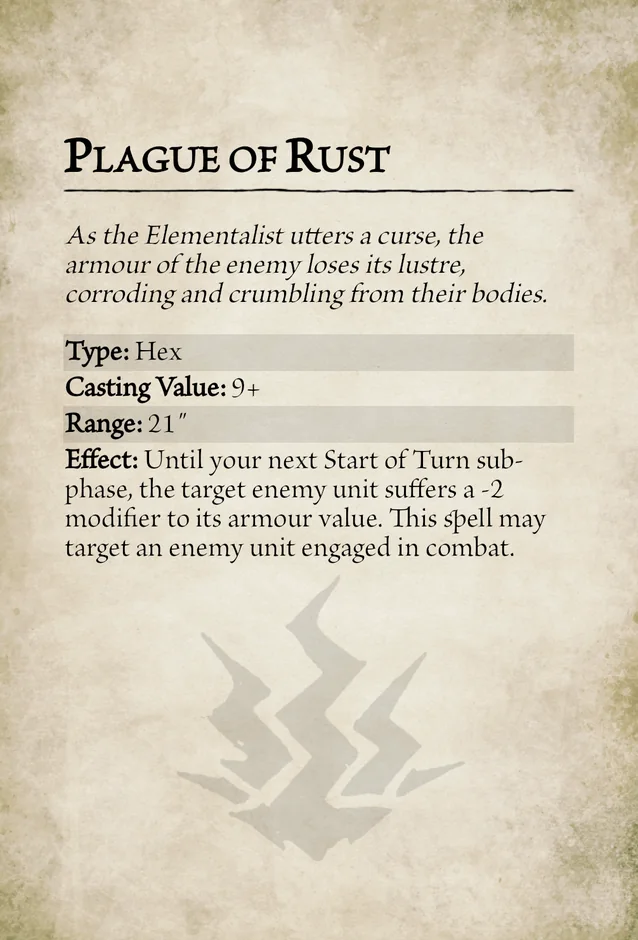 Plague of Rust
As the Elementalist utters a curse, the
armour of the enemy loses its lustre,
corroding and crumbling from their bodies.
Type: Hex
Casting Value: 9+
Range: 21"
Effect: Until your next Start of Turn sub-
phase, the target enemy unit suffers a -2
modifier to its armour value. This spell may
target an enemy unit engaged in combat.